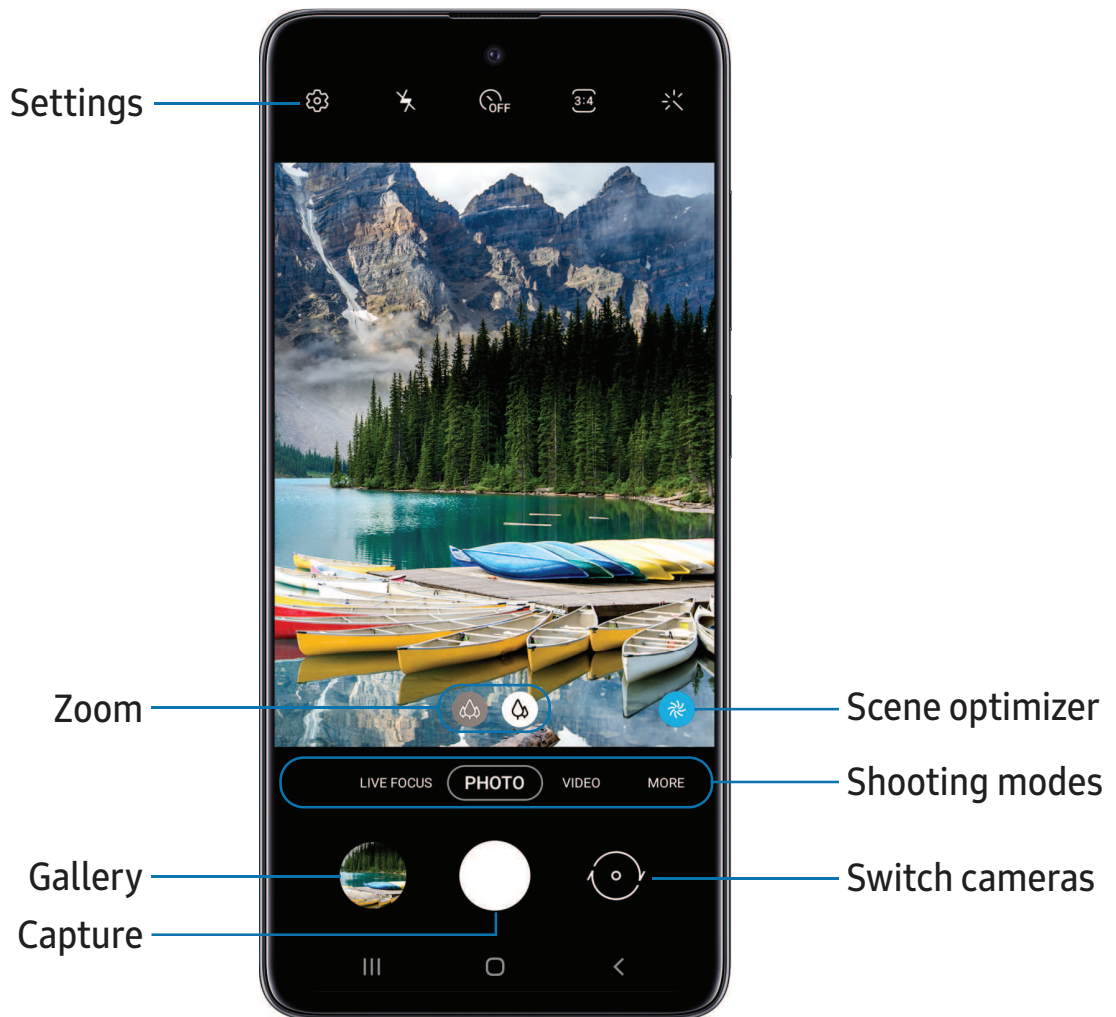 Settings
OFF
3:4
Zoom
Scene optimizer
LIVE FOCUS PHOTO VIDEO MORE
Shooting modes
Gallery
Switch cameras
Capture